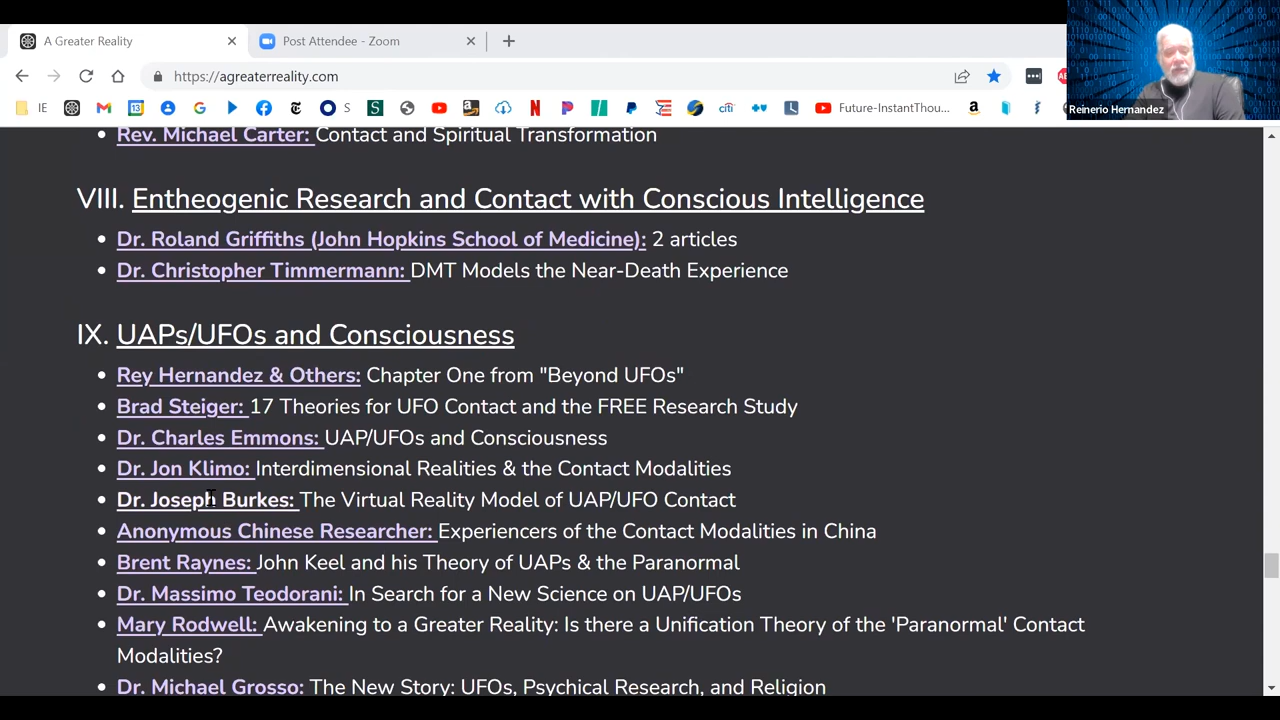 A Greater Reality
Post Attendee - Zoom
https://agreaterreality.com
IE
S
Future-InstantThou...
Reinerio Hernandez
Rev. Michael Carter: Contact and Spiritual Transformation
VIII. Entheogenic Research and Contact with Conscious Intelligence
• Dr. Roland Griffiths (John Hopkins School of Medicine): 2 articles
• Dr. Christopher Timmermann: DMT Models the Near-Death Experience
IX. UAPs/UFOs and Consciousness
• Rey Hernandez & Others: Chapter One from "Beyond UFOs"
• Brad Steiger: 17 Theories for UFO Contact and the FREE Research Study
• Dr. Charles Emmons: UAP/UFOs and Consciousness
• Dr. Jon Klimo: Interdimensional Realities & the Contact Modalities
• Dr. Joseph Burkes: The Virtual Reality Model of UAP/UFO Contact
• Anonymous Chinese Researcher: Experiencers of the Contact Modalities in China
• Brent Raynes: John Keel and his Theory of UAPs & the Paranormal
• Dr. Massimo Teodorani: In Search for a New Science on UAP/UFOs
• Mary Rodwell: Awakening to a Greater Reality: Is there a Unification Theory of the 'Paranormal' Contact
Modalities?
• Dr. Michael Grosso: The New Story: UFOs, Psychical Research, and Religion